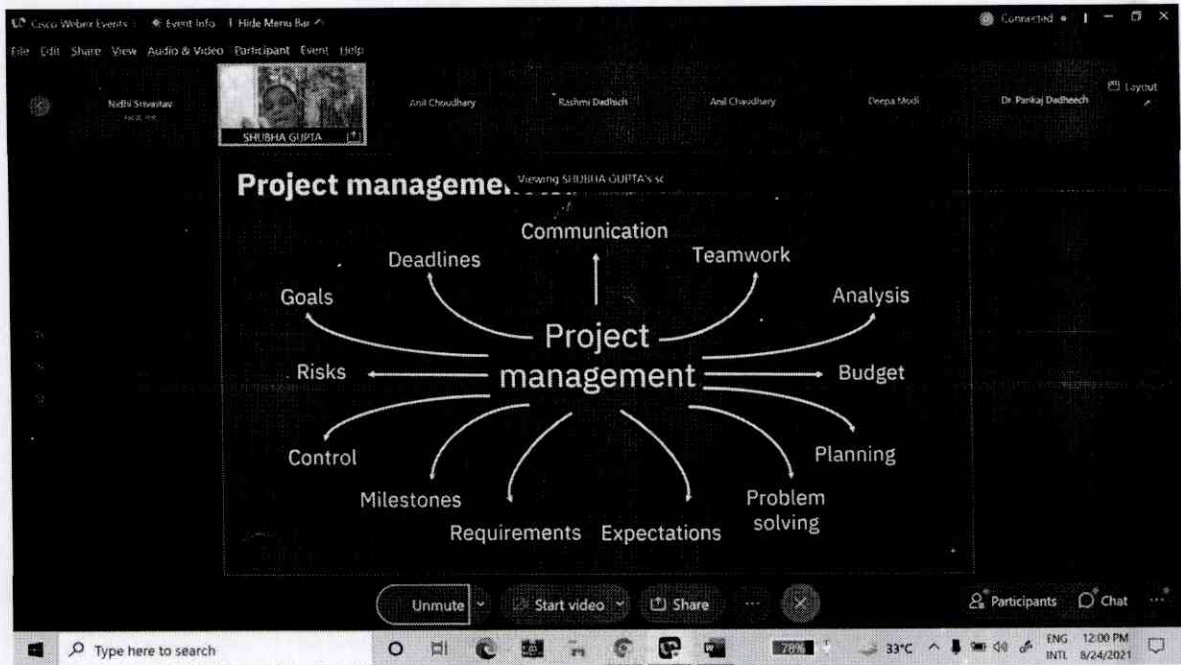 Cisco Webex Events Event Info Hide Menu Bar
Connected
File Edit Share View Audio & Video Participant Event Help
Nidhi Srivastav
Anil Choudhary
Rashmi Dadhich
Anil Chaudhary
Deepa Modi
Dr. Pankaj Dadheech
Layout
SHUBHA GUPTA
Viewing SHUBHA GUPTA's sc
Project manageme
Communication
Deadlines
Teamwork
Goals
Analysis
Project
management
Risks
Budget
Control
Planning
Milestones
Problem
solving
Requirements
Expectations
Unmute Start video Share ... Participants Chat ...
Type here to search 78% 33°C ENG 12:00 PM
INTL 8/24/2021